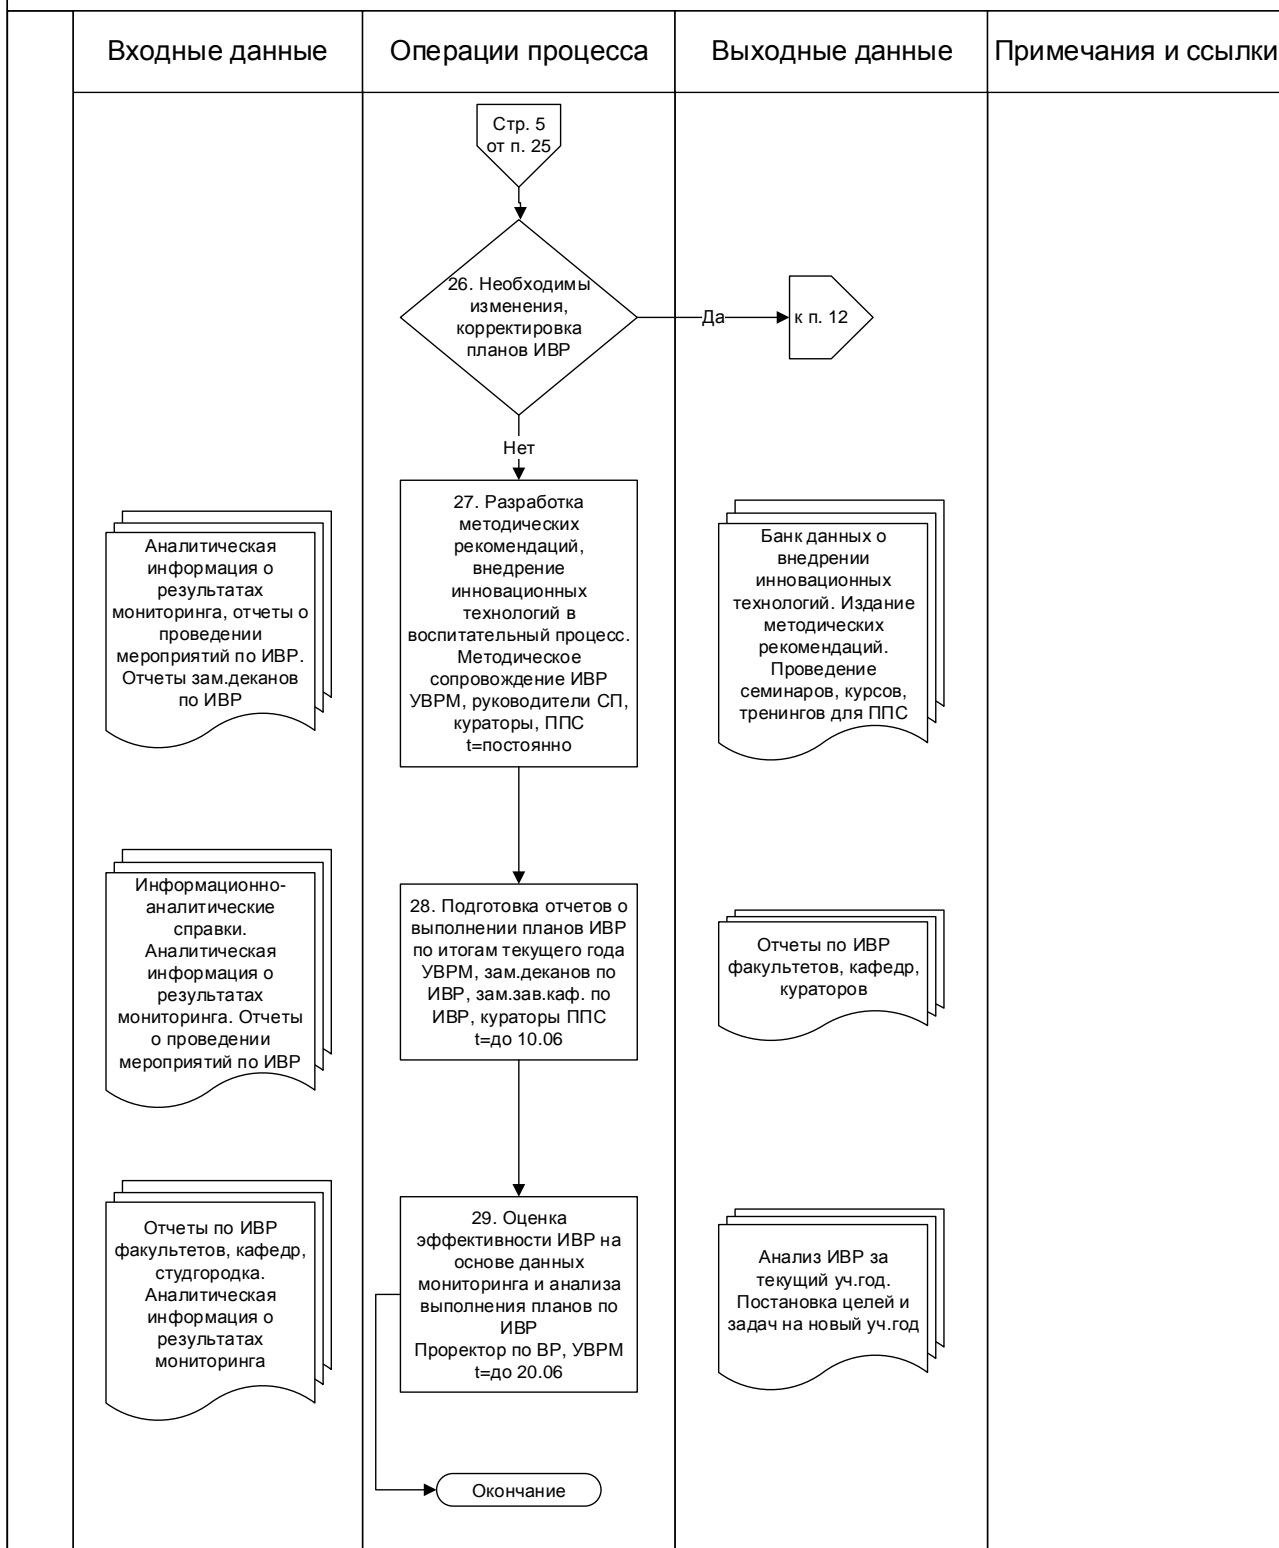 Входные данные
Операции процесса
Выходные данные
Примечания и ссылки
Стр. 5
от п. 25
26. Необходимы
изменения,
корректировка
планов ИВР
Да
к п. 12
Нет
Аналитическая
информация о
результатах
мониторинга, отчеты о
проведении
мероприятий по ИВР.
Отчеты зам.деканов
по ИВР
27. Разработка
методических
рекомендаций,
внедрение
инновационных
технологий в
воспитательный процесс.
Методическое
сопровождение ИВР
УВРМ, руководители СП,
кураторы, ППС
t=постоянно
Банк данных о
внедрении
инновационных
технологий. Издание
методических
рекомендаций.
Проведение
семинаров, курсов,
тренингов для ППС
Информационно-
аналитические
справки.
Аналитическая
информация о
результатах
мониторинга. Отчеты
о проведении
мероприятий по ИВР
28. Подготовка отчетов о
выполнении планов ИВР
по итогам текущего года
УВРМ, зам.деканов по
ИВР, зам.зав.каф. по
ИВР, кураторы ППС
t=до 10.06
Отчеты по ИВР
факультетов, кафедр,
кураторов
Отчеты по ИВР
факультетов, кафедр,
студгородка.
Аналитическая
информация о
результатах
мониторинга
29. Оценка
эффективности ИВР на
основе данных
мониторинга и анализа
выполнения планов по
ИВР
Проректор по ВР, УВРМ
t=до 20.06
Анализ ИВР за
текущий уч.год.
Постановка целей и
задач на новый уч.год
Окончание